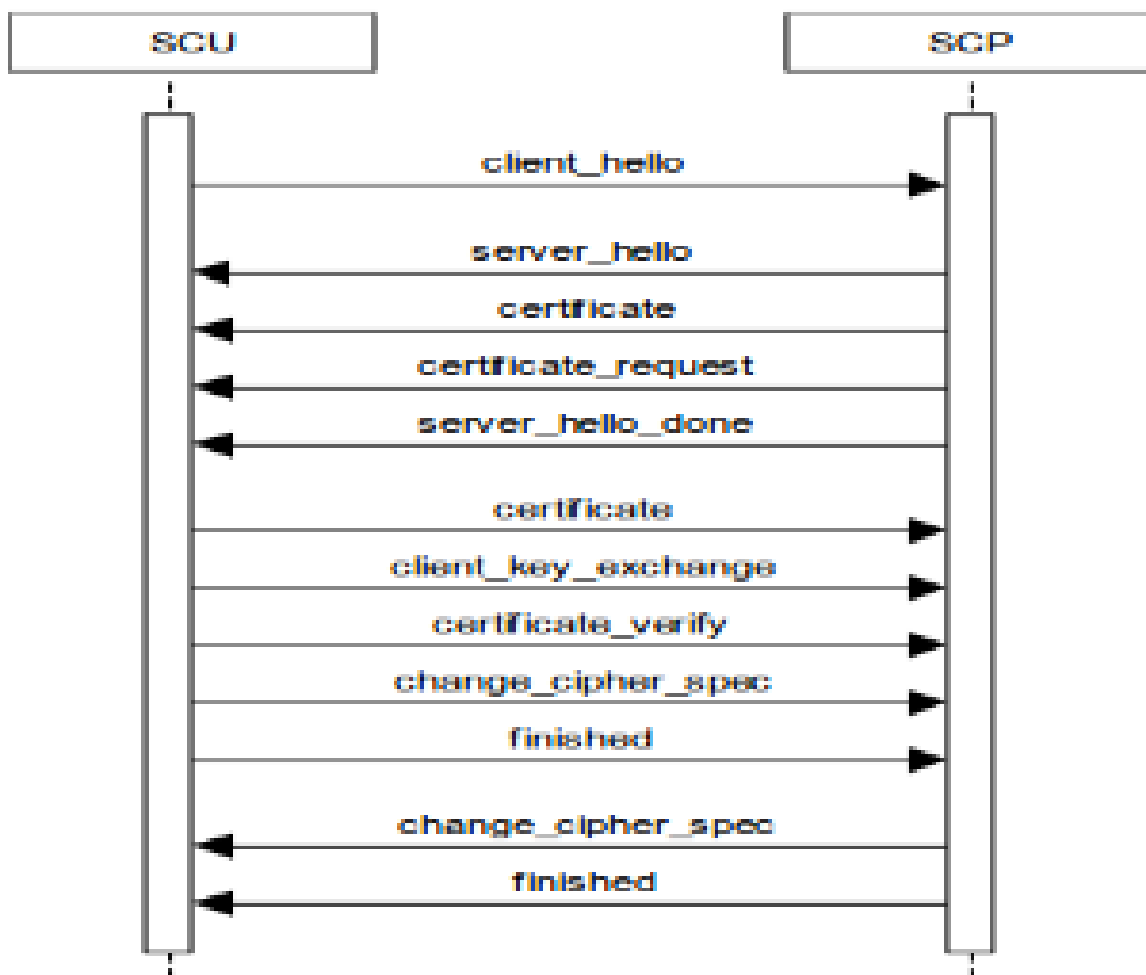 SCU
SCP
client_hello
server_hello
certificate
certificate_request
server_hello_done
certificate
client_key_exchange
certificate_verify
change_cipher_spec
finished
change_cipher_spec
finished